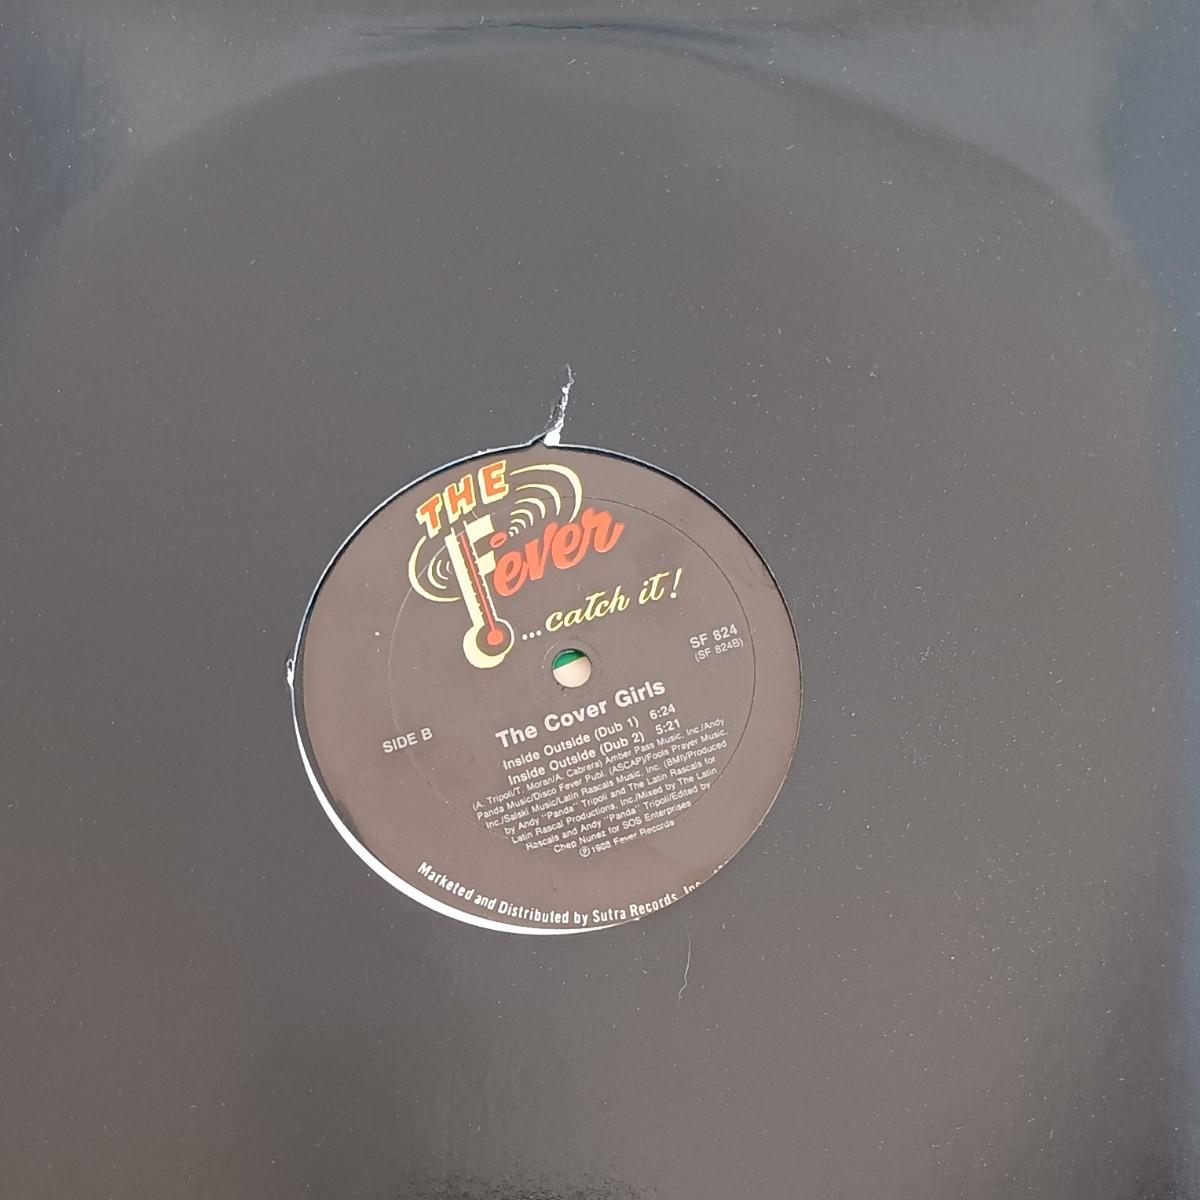 THE
Fever
...catch it!
SF 824
(SF 824B)
SIDE B
The Cover Girls
Inside Outside (Dub 1) 6:24
Inside Outside (Dub 2) 5:21
(A. Tripoli/T. Moran/A. Cabrera) Amber Pass Music, Inc./Andy
Panda Music/Disco Fever Publ. (ASCAP)/Fools Prayer Music,
Inc./Salski Music/Latin Rascals Music, Inc. (BMI)/Produced
by Andy "Panda" Tripoli and The Latin Rascals for
Latin Rascal Productions, Inc./Mixed by The Latin
Rascals and Andy "Panda" Tripoli/Edited by
Chep Nunez for SOS Enterprises
℗ 1988 Fever Records
Marketed and Distributed by Sutra Records, Inc.